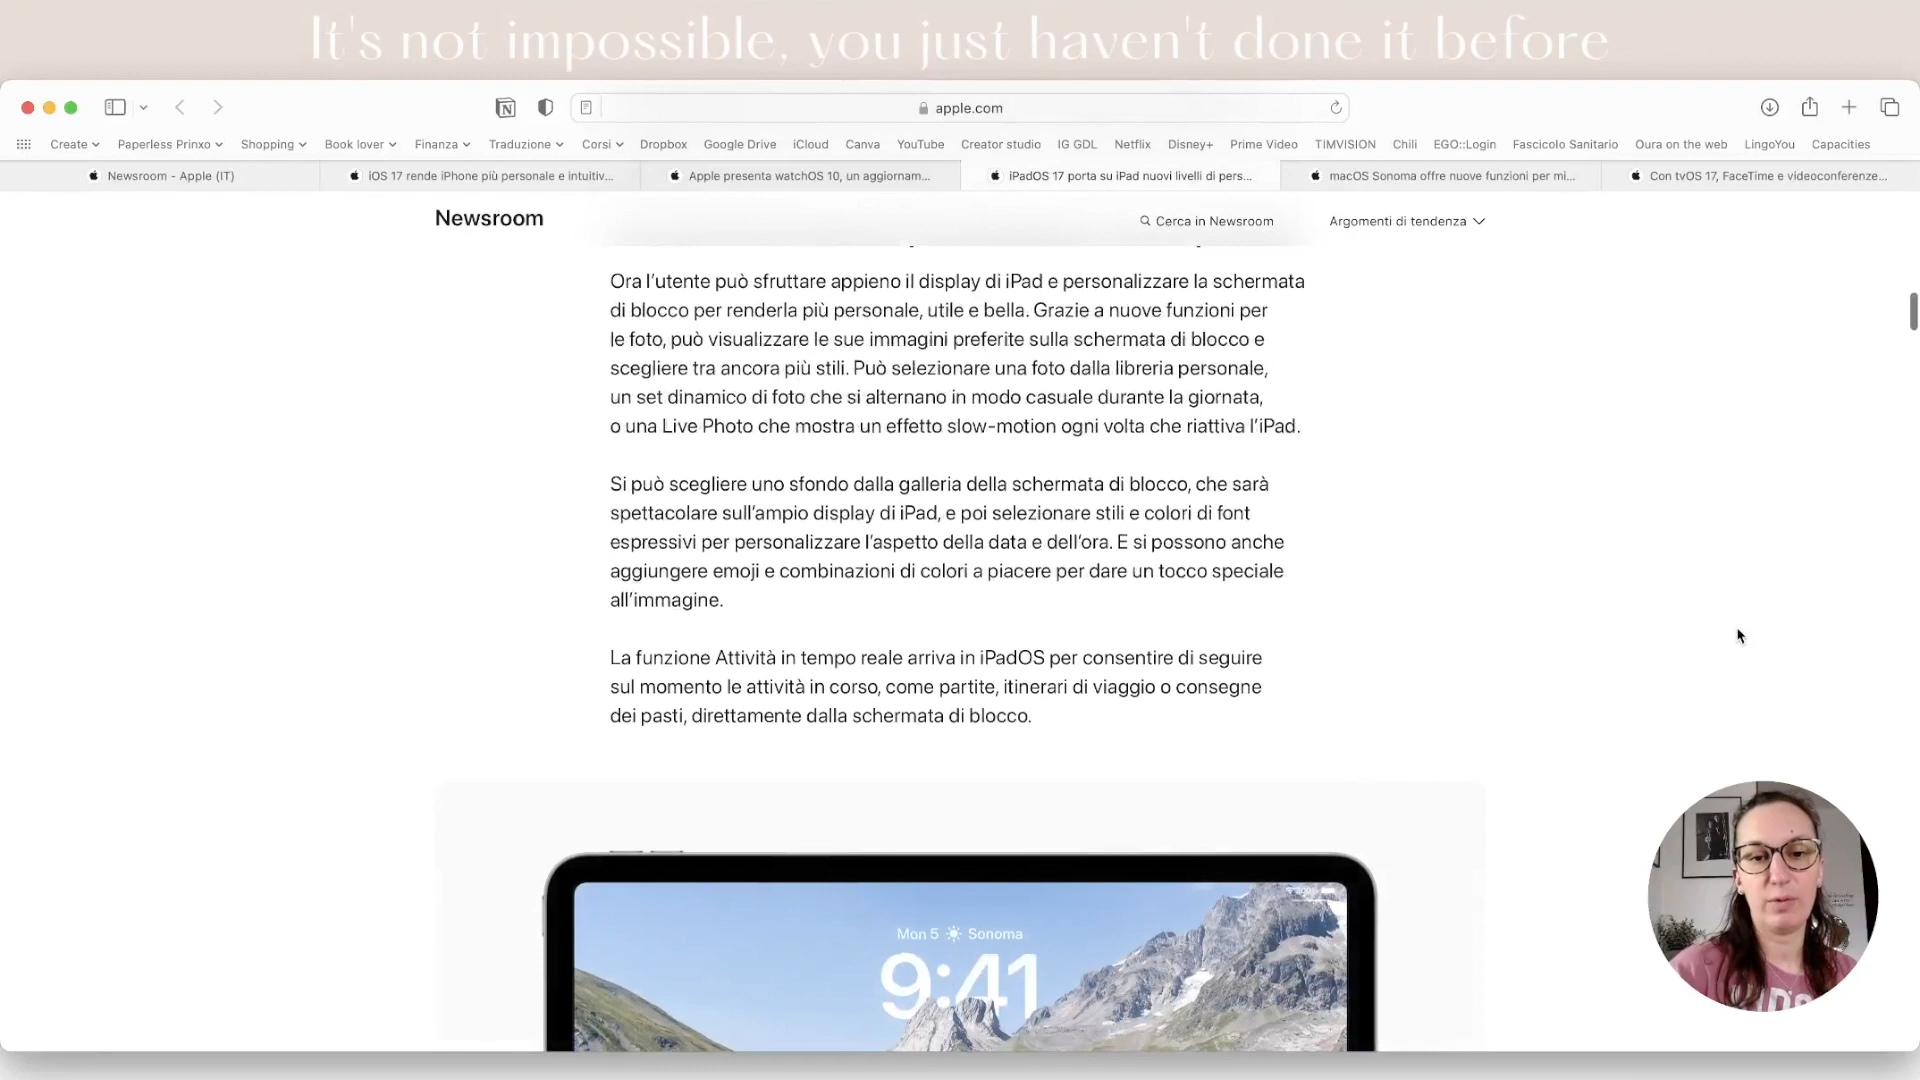 It's not impossible, you just haven't done it before
apple.com
Create
Paperless Prinxo
Shopping
Book lover
Finanza
Traduzione
Corsi
Dropbox
Google Drive
iCloud
Canva
YouTube
Creator studio
IG GDL
Netflix
Disney+
Prime Video
TIMVISION
Chili
EGO::Login
Fascicolo Sanitario
Oura on the web
LingoYou
Capacities
Newsroom - Apple (IT)
iOS 17 rende iPhone più personale e intuitiv...
Apple presenta watchOS 10, un aggiornam...
iPadOS 17 porta su iPad nuovi livelli di pers...
macOS Sonoma offre nuove funzioni per mi...
Con tvOS 17, FaceTime e videoconferenze...
Newsroom
Cerca in Newsroom
Argomenti di tendenza
Ora l’utente può sfruttare appieno il display di iPad e personalizzare la schermata
di blocco per renderla più personale, utile e bella. Grazie a nuove funzioni per
le foto, può visualizzare le sue immagini preferite sulla schermata di blocco e
scegliere tra ancora più stili. Può selezionare una foto dalla libreria personale,
un set dinamico di foto che si alternano in modo casuale durante la giornata,
o una Live Photo che mostra un effetto slow-motion ogni volta che riattiva l’iPad.
Si può scegliere uno sfondo dalla galleria della schermata di blocco, che sarà
spettacolare sull’ampio display di iPad, e poi selezionare stili e colori di font
espressivi per personalizzare l’aspetto della data e dell’ora. E si possono anche
aggiungere emoji e combinazioni di colori a piacere per dare un tocco speciale
all’immagine.
La funzione Attività in tempo reale arriva in iPadOS per consentire di seguire
sul momento le attività in corso, come partite, itinerari di viaggio o consegne
dei pasti, direttamente dalla schermata di blocco.
Mon 5 Sonoma
9:41